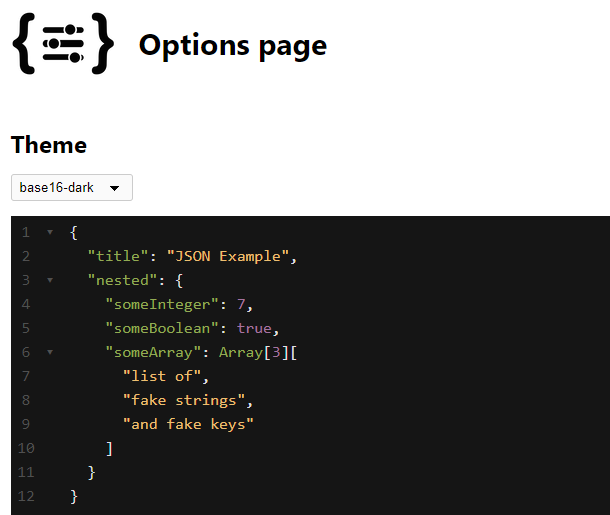 Options page
Theme
base16-dark
1 {
2 "title": "JSON Example",
3 "nested": {
4 "someInteger": 7,
5 "someBoolean": true,
6 "someArray": Array[3][
7 "list of",
8 "fake strings",
9 "and fake keys"
10 ]
11 }
12 }